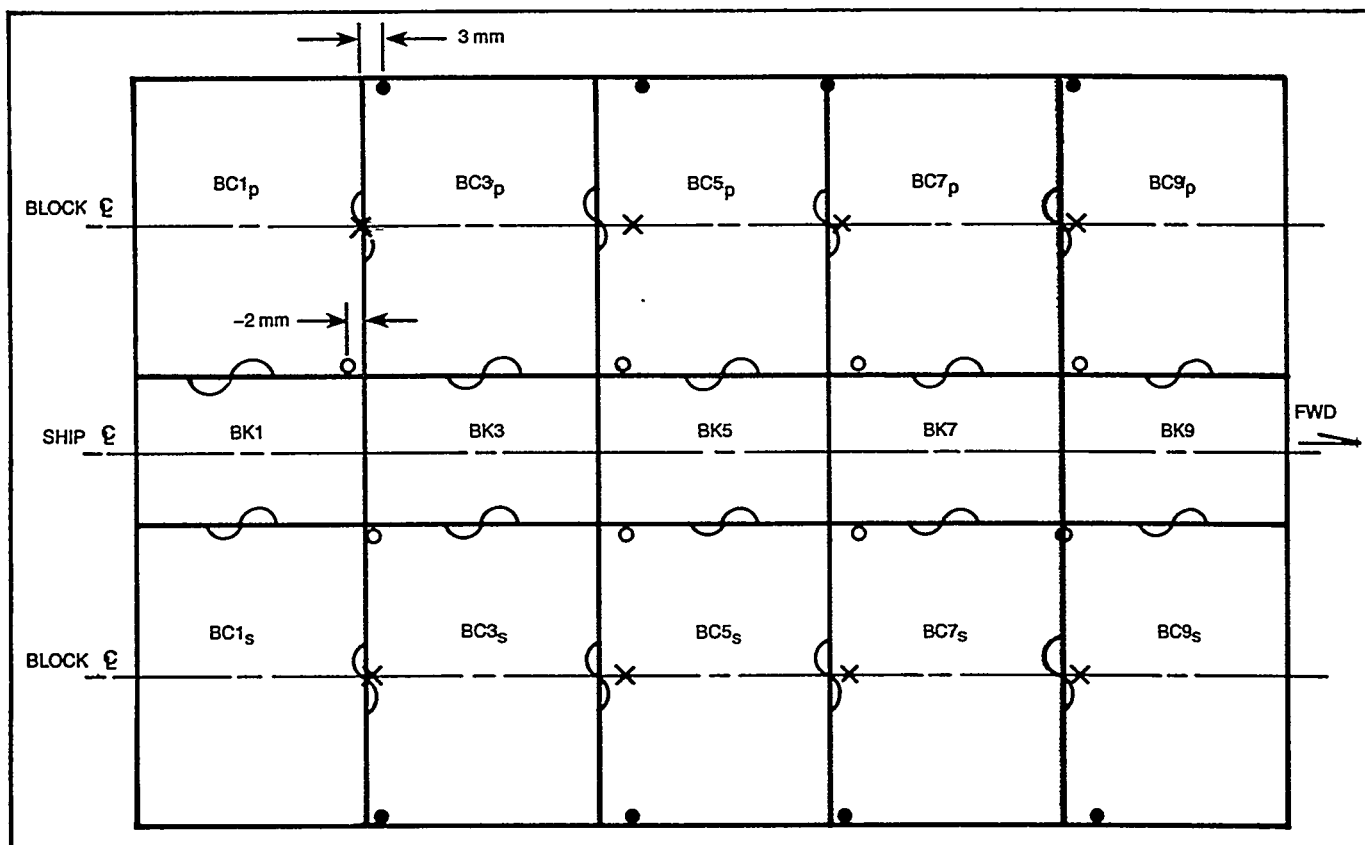 3 mm
BC1p BC3p BC5p BC7p BC9p
BLOCK ℄
–2 mm
BK1 BK3 BK5 BK7 BK9
SHIP ℄
FWD
BC1s BC3s BC5s BC7s BC9s
BLOCK ℄